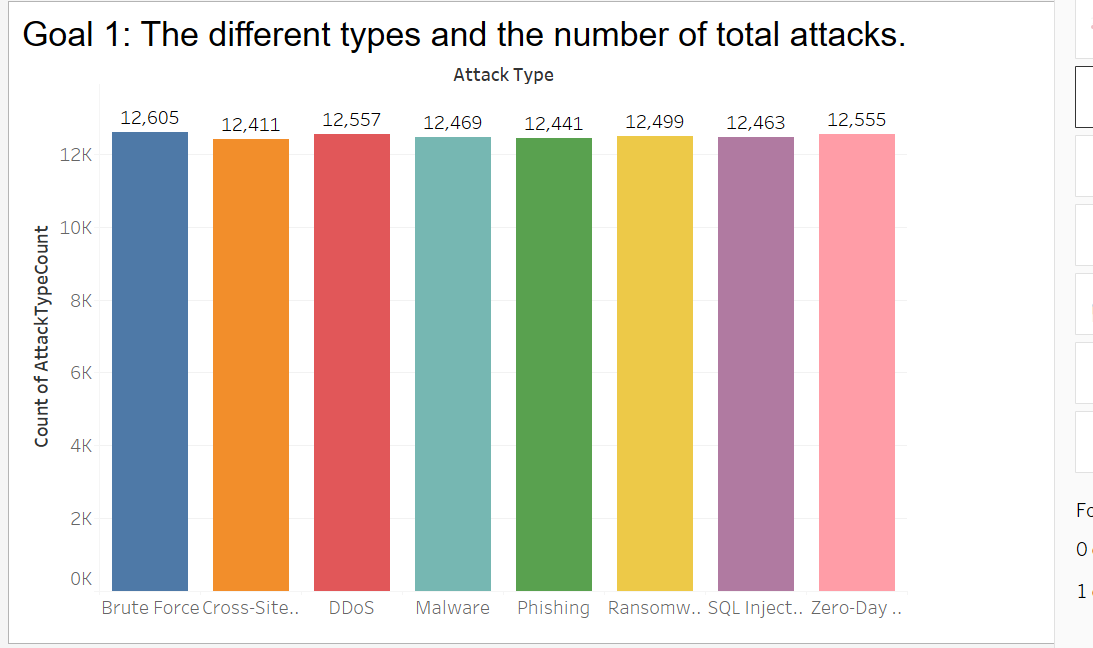 Goal 1: The different types and the number of total attacks.
Attack Type
12,605 12,411 12,557 12,469 12,441 12,499 12,463 12,555
Count of AttackTypeCount
12K
10K
8K
6K
4K
2K
0K
Brute Force Cross-Site.. DDoS Malware Phishing Ransomw.. SQL Inject.. Zero-Day ..
0
1